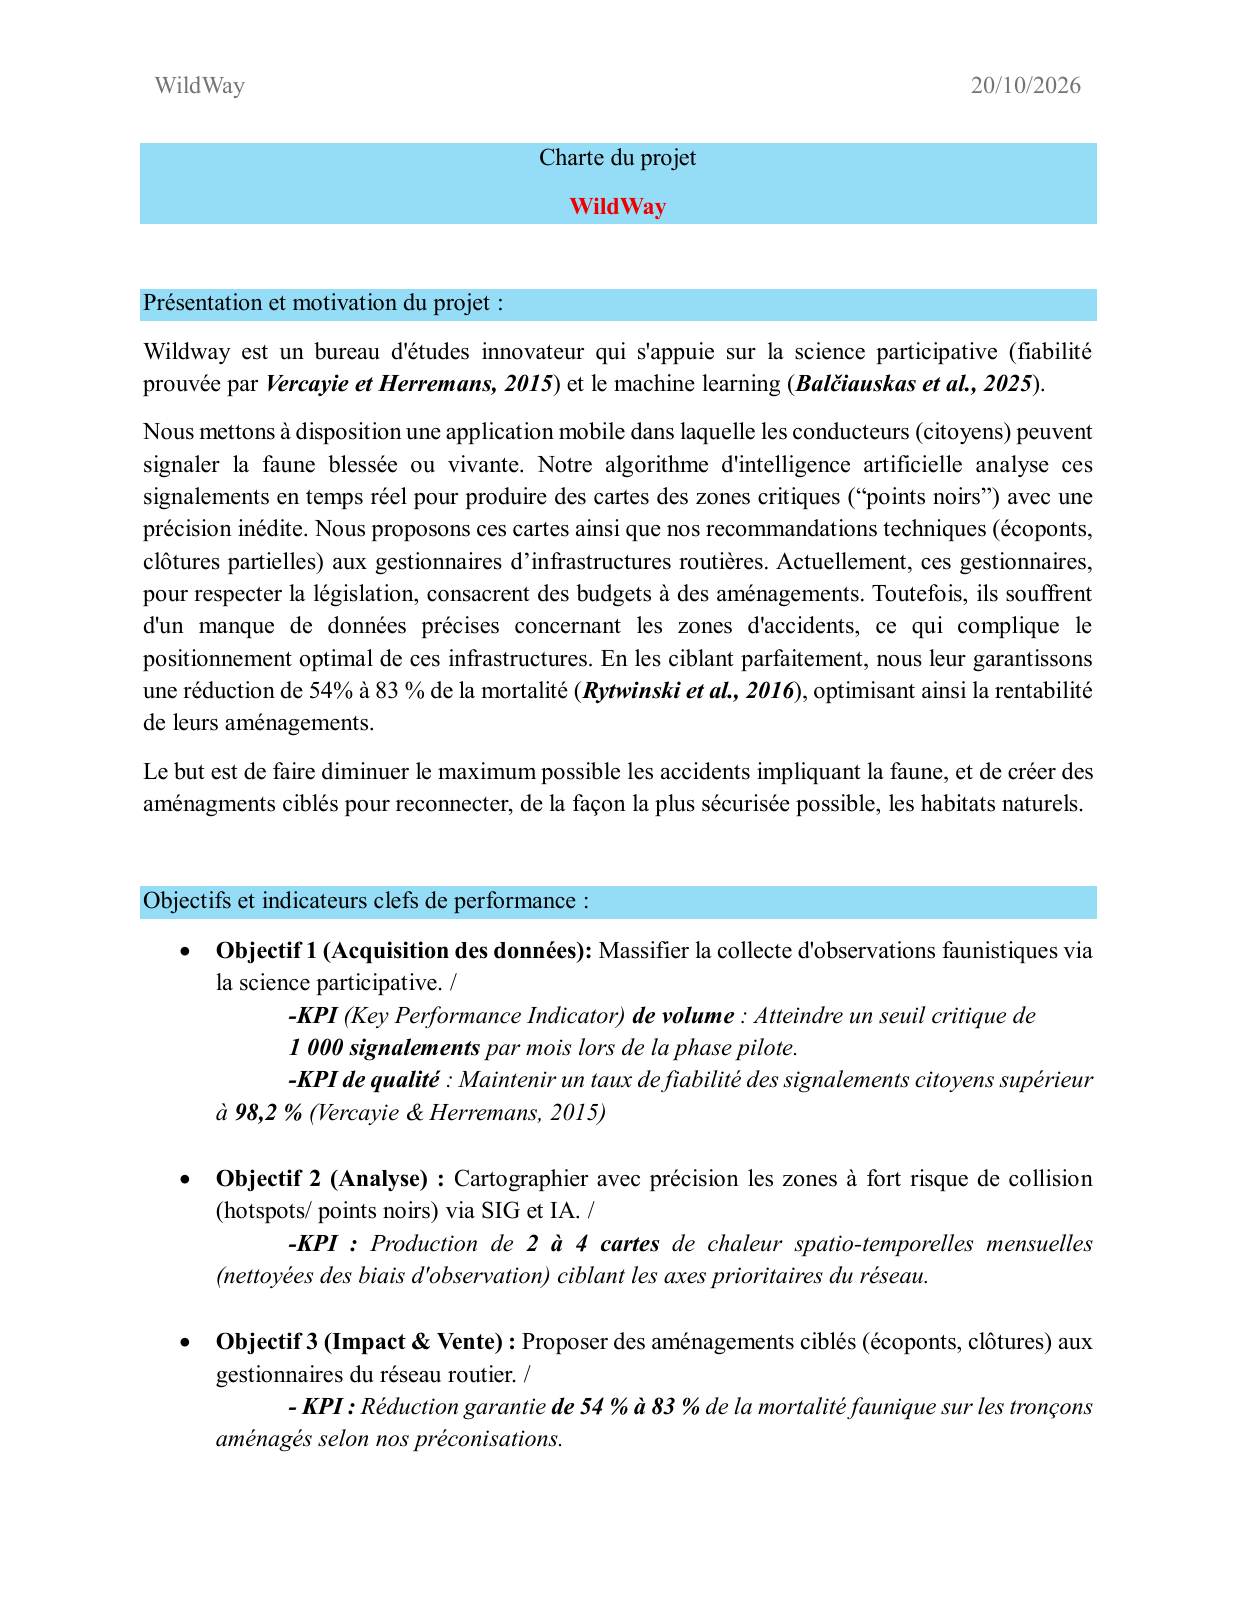 WildWay 20/10/2026
Charte du projet
WildWay
Présentation et motivation du projet :
Wildway est un bureau d'études innovateur qui s'appuie sur la science participative (fiabilité
prouvée par Vercayie et Herremans, 2015) et le machine learning (Balčiauskas et al., 2025).
Nous mettons à disposition une application mobile dans laquelle les conducteurs (citoyens) peuvent
signaler la faune blessée ou vivante. Notre algorithme d'intelligence artificielle analyse ces
signalements en temps réel pour produire des cartes des zones critiques (“points noirs”) avec une
précision inédite. Nous proposons ces cartes ainsi que nos recommandations techniques (écoponts,
clôtures partielles) aux gestionnaires d’infrastructures routières. Actuellement, ces gestionnaires,
pour respecter la législation, consacrent des budgets à des aménagements. Toutefois, ils souffrent
d'un manque de données précises concernant les zones d'accidents, ce qui complique le
positionnement optimal de ces infrastructures. En les ciblant parfaitement, nous leur garantissons
une réduction de 54% à 83 % de la mortalité (Rytwinski et al., 2016), optimisant ainsi la rentabilité
de leurs aménagements.
Le but est de faire diminuer le maximum possible les accidents impliquant la faune, et de créer des
aménagments ciblés pour reconnecter, de la façon la plus sécurisée possible, les habitats naturels.
Objectifs et indicateurs clefs de performance :
• Objectif 1 (Acquisition des données): Massifier la collecte d'observations faunistiques via
la science participative. /
-KPI (Key Performance Indicator) de volume : Atteindre un seuil critique de
1 000 signalements par mois lors de la phase pilote.
-KPI de qualité : Maintenir un taux de fiabilité des signalements citoyens supérieur
à 98,2 % (Vercayie & Herremans, 2015)
• Objectif 2 (Analyse) : Cartographier avec précision les zones à fort risque de collision
(hotspots/ points noirs) via SIG et IA. /
-KPI : Production de 2 à 4 cartes de chaleur spatio-temporelles mensuelles
(nettoyées des biais d'observation) ciblant les axes prioritaires du réseau.
• Objectif 3 (Impact & Vente) : Proposer des aménagements ciblés (écoponts, clôtures) aux
gestionnaires du réseau routier. /
- KPI : Réduction garantie de 54 % à 83 % de la mortalité faunique sur les tronçons
aménagés selon nos préconisations.